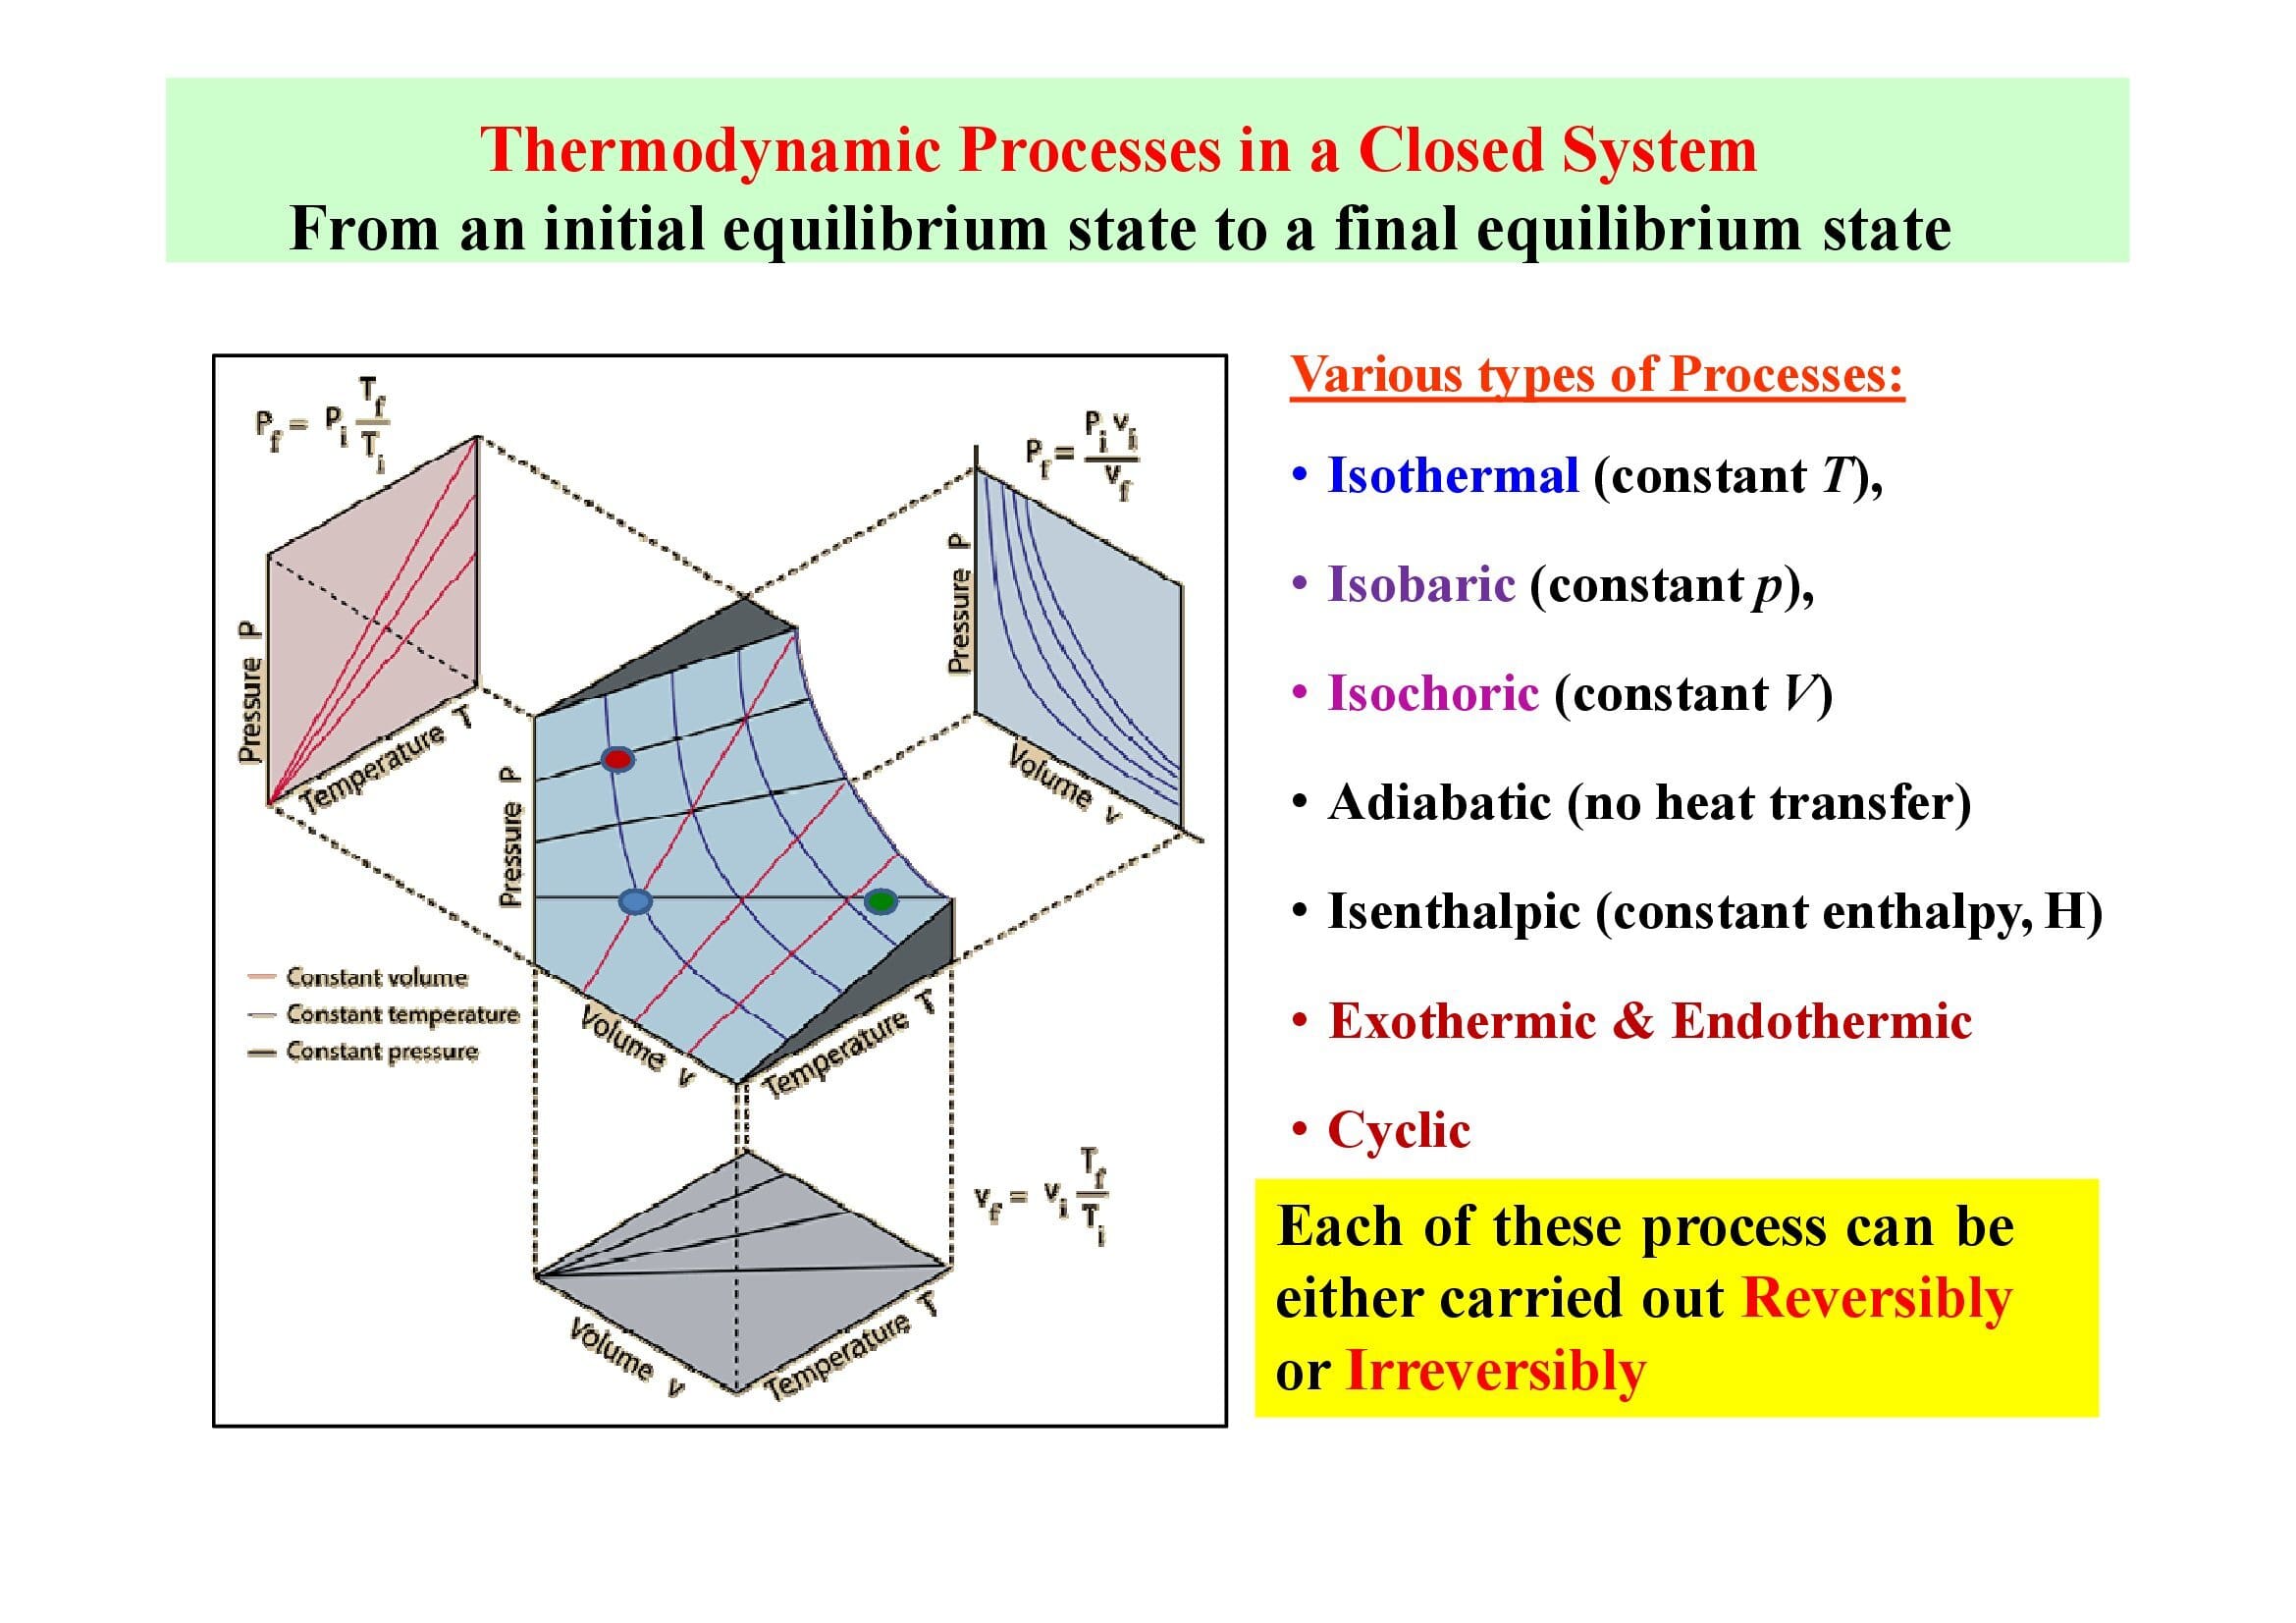 Thermodynamic Processes in a Closed System
From an initial equilibrium state to a final equilibrium state
P_f = P_i T_f / T_i
Pressure P
Temperature T
P_f = P_i v_i / v_f
Pressure P
Volume v
Pressure P
Volume v
Temperature T
Constant volume
Constant temperature
Constant pressure
v_f = v_i T_f / T_i
Volume v
Temperature T
Various types of Processes:
• Isothermal (constant T),
• Isobaric (constant p),
• Isochoric (constant V)
• Adiabatic (no heat transfer)
• Isenthalpic (constant enthalpy, H)
• Exothermic & Endothermic
• Cyclic
Each of these process can be
either carried out Reversibly
or Irreversibly